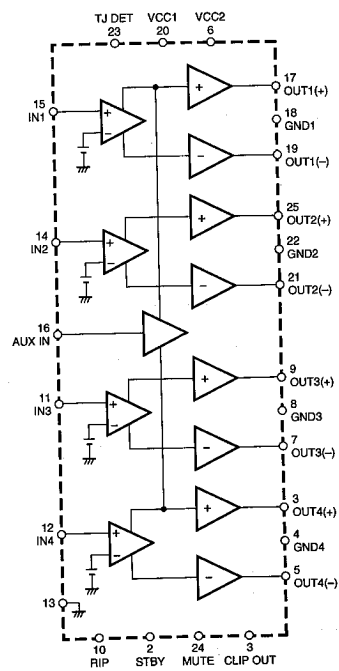 TJ DET VCC1 VCC2
23 20 6
17
OUT1(+)
+
15
IN1
+
−
18
GND1
19
OUT1(−)
−
25
OUT2(+)
+
14
IN2
+
−
22
GND2
21
OUT2(−)
−
16
AUX IN
9
OUT3(+)
+
11
IN3
+
−
8
GND3
7
OUT3(−)
−
3
OUT4(+)
+
12
IN4
+
−
4
GND4
5
OUT4(−)
−
13
10 2 24 3
RIP STBY MUTE CLIP OUT